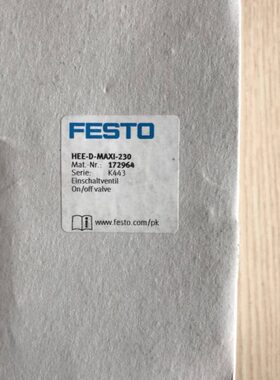 FESTO
HEE-D-MAXI-230
Mat.-Nr.: 172964
Serie: K443
Einschaltventil
On/off valve
www.festo.com/pk